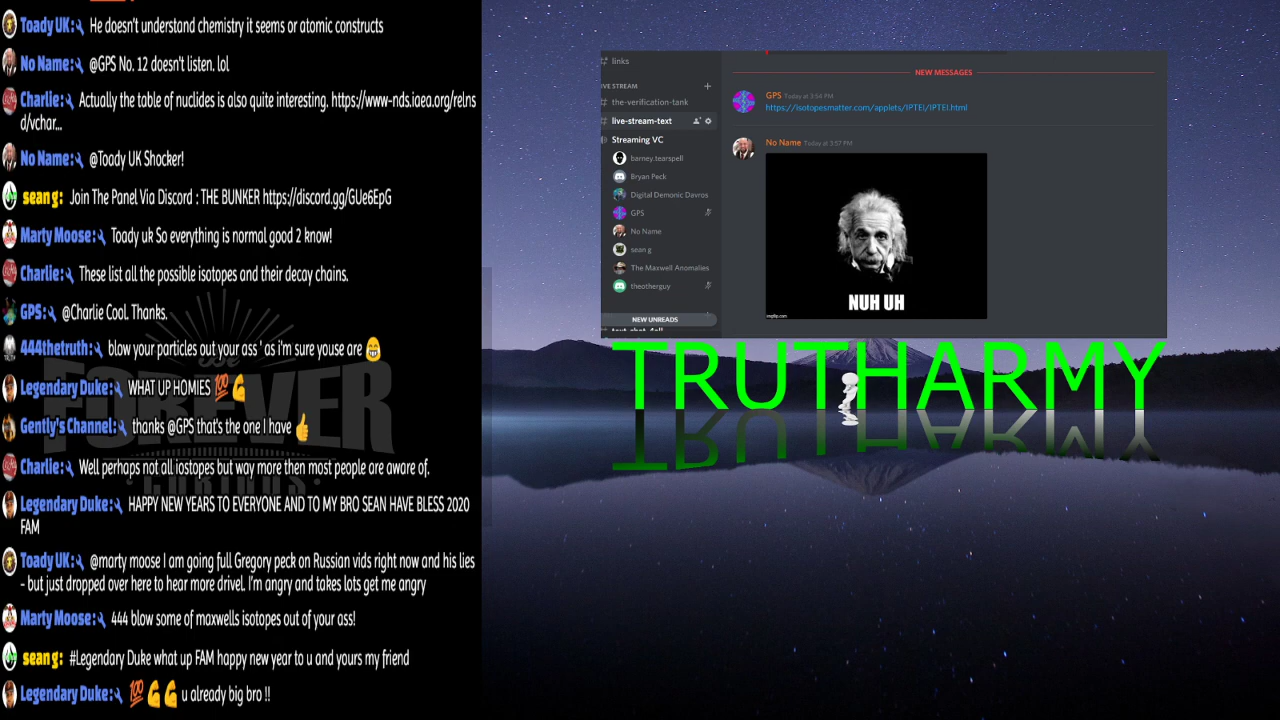 Toady UK: He doesn't understand chemistry it seems or atomic constructs
No Name: @GPS No. 12 doesn't listen. lol
Charlie: Actually the table of nuclides is also quite interesting. https://www-nds.iaea.org/relns
d/vchar...
No Name: @Toady UK Shocker!
sean g: Join The Panel Via Discord : THE BUNKER https://discord.gg/GUe6EpG
Marty Moose: Toady uk So everything is normal good 2 know!
Charlie: These list all the possible isotopes and their decay chains.
GPS: @Charlie Cool. Thanks.
444thetruth: blow your particles out your ass ' as i'm sure youse are 😁
Legendary Duke: WHAT UP HOMIES 💯💪
Gently's Channel: thanks @GPS that's the one I have 👍
Charlie: Well perhaps not all iostopes but way more then most people are aware of.
Legendary Duke: HAPPY NEW YEARS TO EVERYONE AND TO MY BRO SEAN HAVE BLESS 2020
FAM
Toady UK: @marty moose I am going full Gregory peck on Russian vids right now and his lies
- but just dropped over here to hear more drivel. I'm angry and takes lots get me angry
Marty Moose: 444 blow some of maxwells isotopes out of your ass!
sean g: #Legendary Duke what up FAM happy new year to u and yours my friend
Legendary Duke: 💯💪💪 u already big bro !!
FOREVER
CURIOUS
# links
IVE STREAM +
# the-verification-tank
# live-stream-text
Streaming VC
barney.tearspell
Bryan Peck
Digital Demonic Davros
GPS
No Name
sean g
The Maxwell Anomalies
theotherguy
NEW UNREADS
NEW MESSAGES
GPS Today at 3:54 PM
https://isotopesmatter.com/applets/IPTEI/IPTEI.html
No Name Today at 3:57 PM
NUH UH
imgflip.com
TRUTHARMY